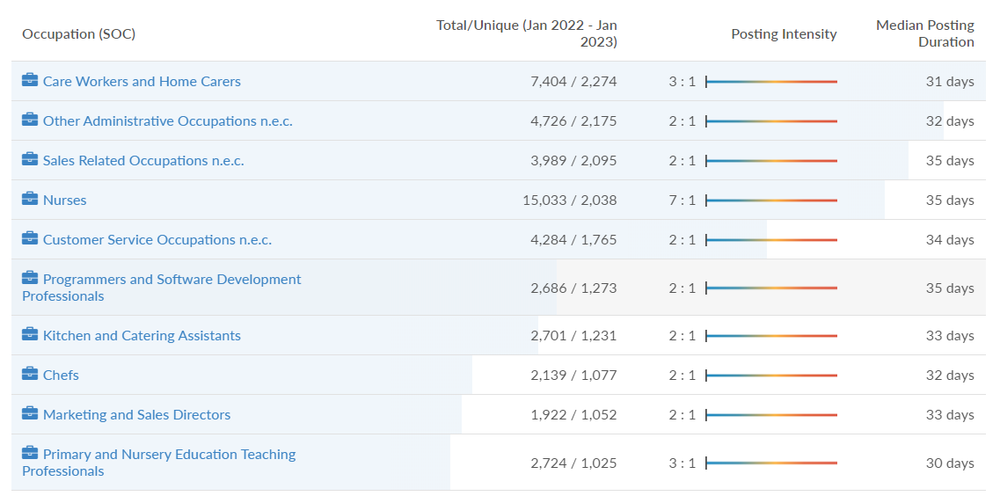 Occupation (SOC)
Total/Unique (Jan 2022 - Jan
2023)
Posting Intensity
Median Posting
Duration
Care Workers and Home Carers 7,404 / 2,274 3 : 1 31 days
Other Administrative Occupations n.e.c. 4,726 / 2,175 2 : 1 32 days
Sales Related Occupations n.e.c. 3,989 / 2,095 2 : 1 35 days
Nurses 15,033 / 2,038 7 : 1 35 days
Customer Service Occupations n.e.c. 4,284 / 1,765 2 : 1 34 days
Programmers and Software Development
Professionals
2,686 / 1,273 2 : 1 35 days
Kitchen and Catering Assistants 2,701 / 1,231 2 : 1 33 days
Chefs 2,139 / 1,077 2 : 1 32 days
Marketing and Sales Directors 1,922 / 1,052 2 : 1 33 days
Primary and Nursery Education Teaching
Professionals
2,724 / 1,025 3 : 1 30 days